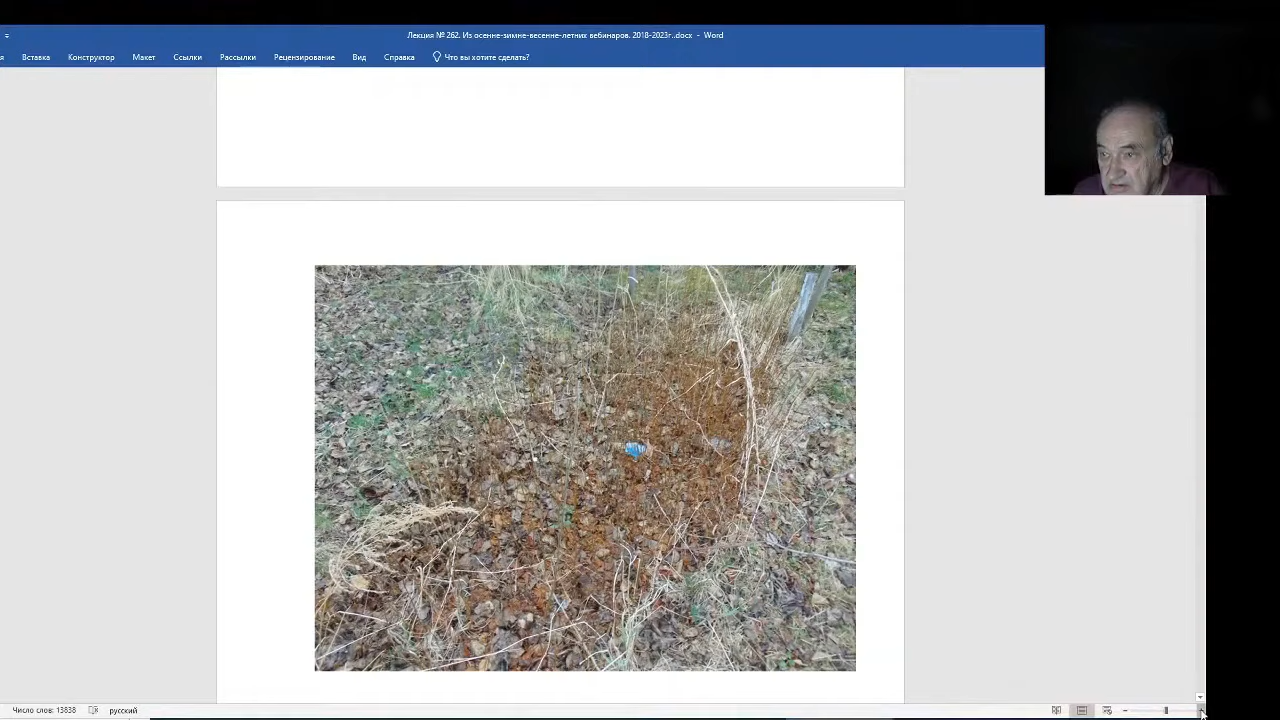 Лекция № 262. Из осенне-зимне-весенне-летних вебинаров. 2018-2023г..docx - Word
я Вставка Конструктор Макет Ссылки Рассылки Рецензирование Вид Справка Что вы хотите сделать?
Число слов: 13838 русский